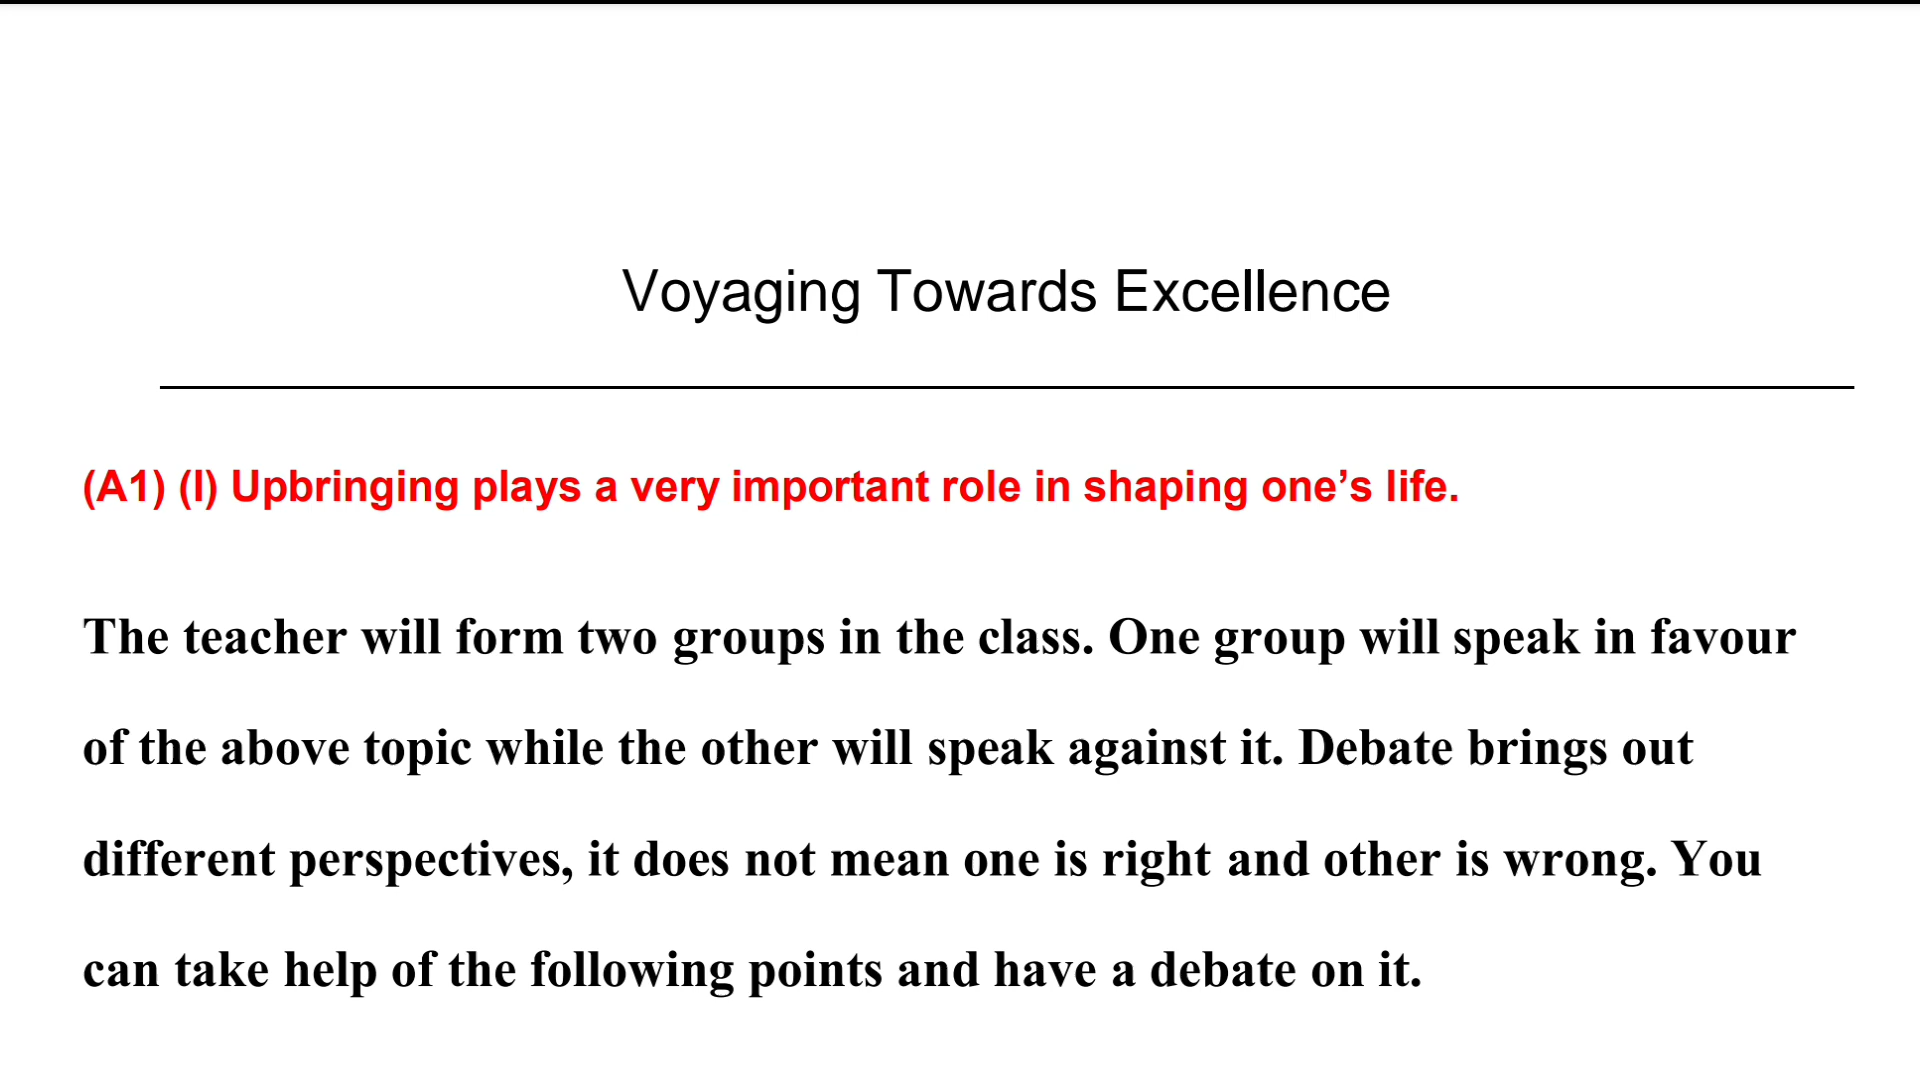 Voyaging Towards Excellence
(A1) (I) Upbringing plays a very important role in shaping one’s life.
The teacher will form two groups in the class. One group will speak in favour
of the above topic while the other will speak against it. Debate brings out
different perspectives, it does not mean one is right and other is wrong. You
can take help of the following points and have a debate on it.